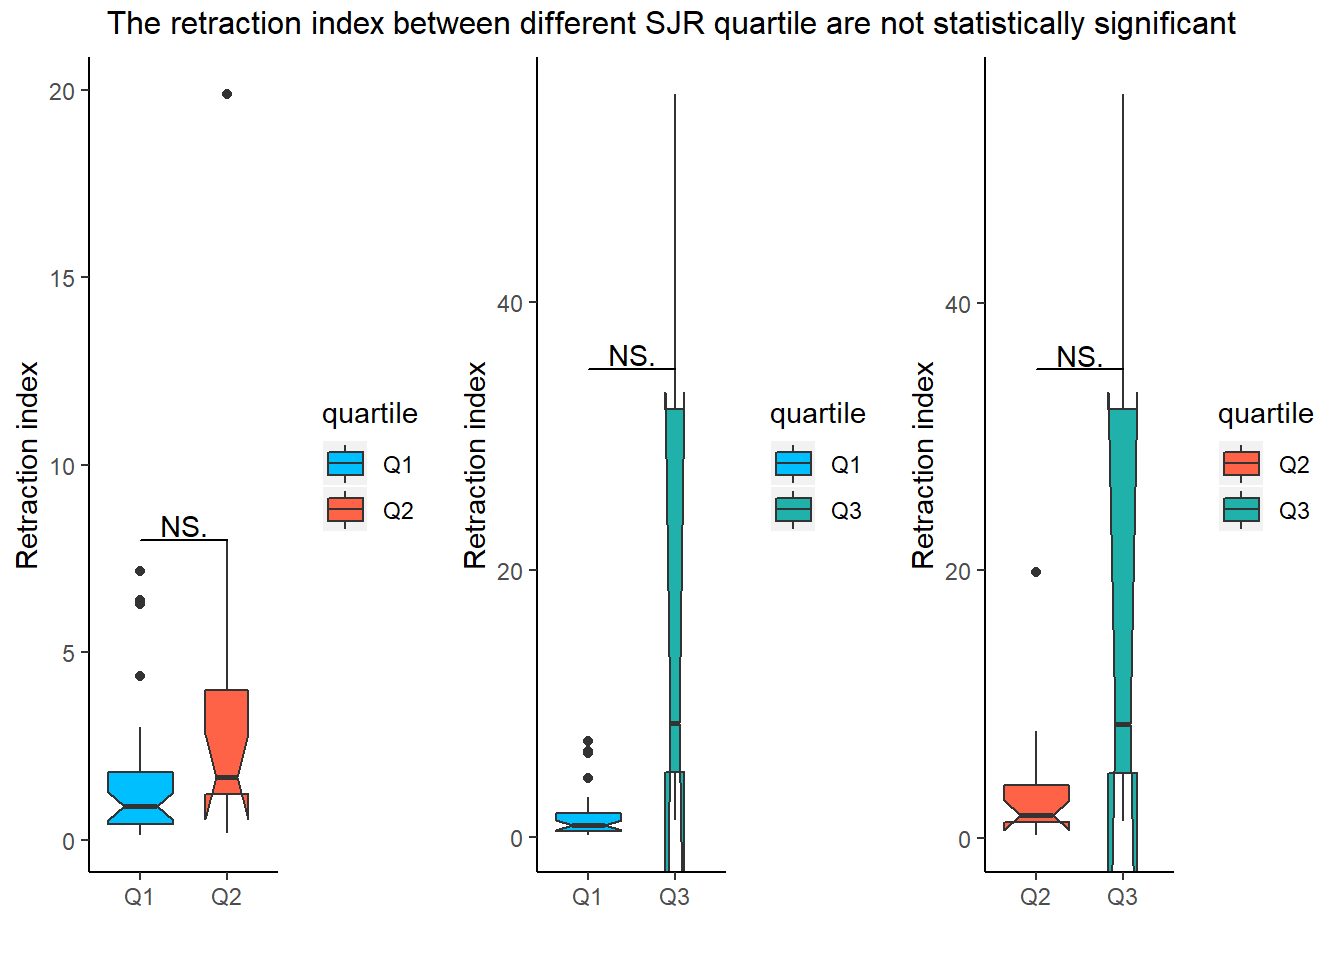 The retraction index between different SJR quartile are not statistically significant
Retraction index
20
15
10
5
0
NS.
Q1
Q2
quartile
Q1
Q2
Retraction index
40
20
0
NS.
Q1
Q3
quartile
Q1
Q3
Retraction index
40
20
0
NS.
Q2
Q3
quartile
Q2
Q3